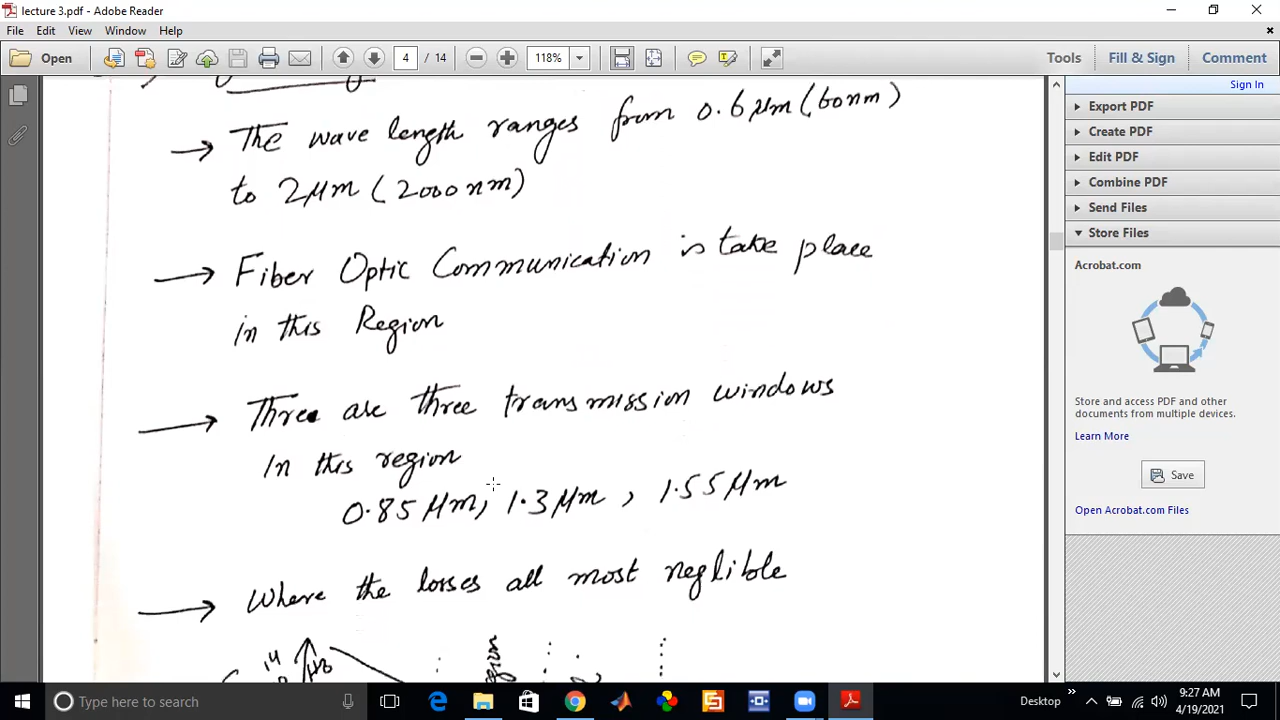 lecture 3.pdf - Adobe Reader
File Edit View Window Help
Open 4 / 14 118% Tools Fill & Sign Comment
Sign In
Export PDF
Create PDF
Edit PDF
Combine PDF
Send Files
Store Files
Acrobat.com
Store and access PDF and other
documents from multiple devices.
Learn More
Save
Open Acrobat.com Files
→ The wave length ranges from 0.6 μm (60nm)
to 2μm (2000 nm)
→ Fiber Optic Communication is take place
in this Region
→ Three are three transmission windows
In this region
0.85 μm, 1.3 μm, 1.55 μm
→ Where the losses all most neglible
14
Type here to search
Desktop
9:27 AM
4/19/2021